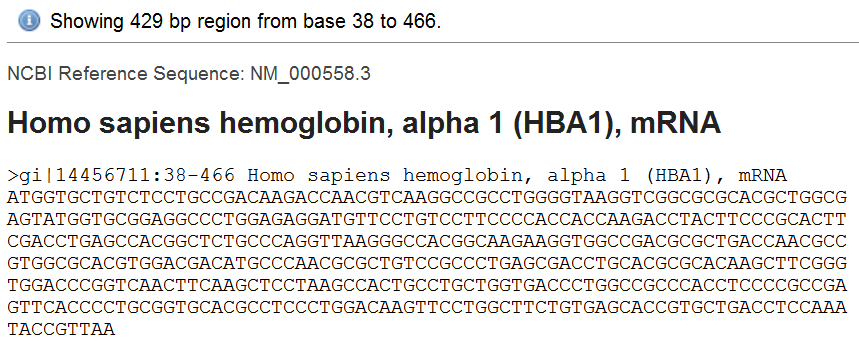 Showing 429 bp region from base 38 to 466.
NCBI Reference Sequence: NM_000558.3
Homo sapiens hemoglobin, alpha 1 (HBA1), mRNA
>gi|14456711:38-466 Homo sapiens hemoglobin, alpha 1 (HBA1), mRNA
ATGGTGCTGTCTCCTGCCGACAAGACCAACGTCAAGGCCGCCTGGGGTAAGGTCGGCGCGCACGCTGGCG
AGTATGGTGCGGAGGCCCTGGAGAGGATGTTCCTGTCCTTCCCCACCACCAAGACCTACTTCCCGCACTT
CGACCTGAGCCACGGCTCTGCCCAGGTTAAGGGCCACGGCAAGAAGGTGGCCGACGCGCTGACCAACGCC
GTGGCGCACGTGGACGACATGCCCAACGCGCTGTCCGCCCTGAGCGACCTGCACGCGCACAAGCTTCGGG
TGGACCCGGTCAACTTCAAGCTCCTAAGCCACTGCCTGCTGGTGACCCTGGCCGCCCACCTCCCCGCCGA
GTTCACCCCTGCGGTGCACGCCTCCCTGGACAAGTTCCTGGCTTCTGTGAGCACCGTGCTGACCTCCAAA
TACCGTTAA